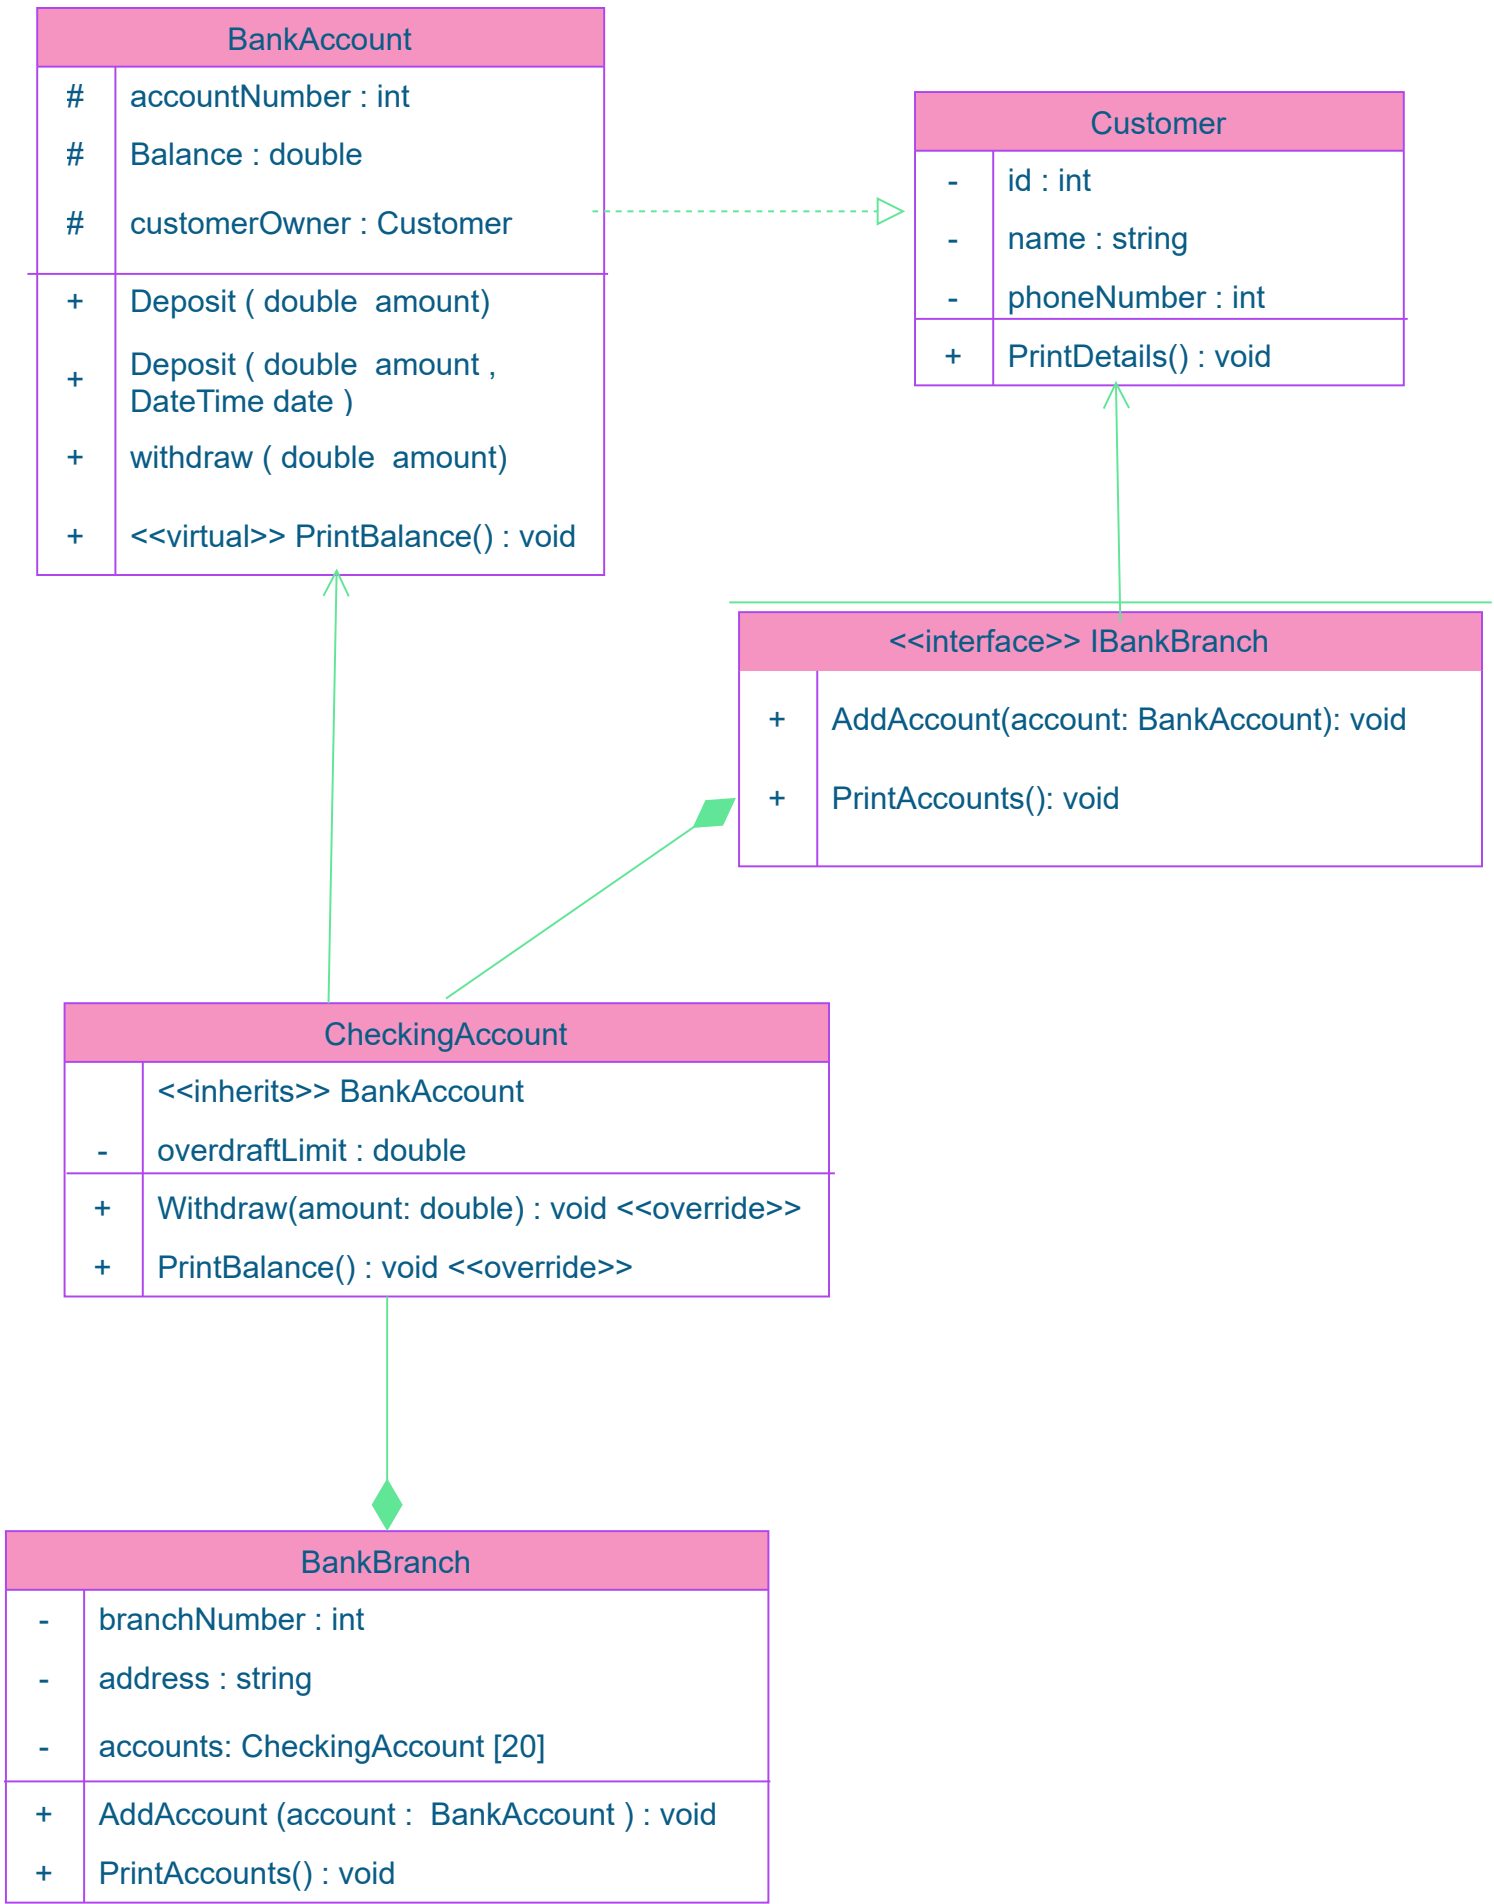 BankAccount
# accountNumber : int
# Balance : double
# customerOwner : Customer
+ Deposit ( double  amount)
+ Deposit ( double  amount ,
DateTime date )
+ withdraw ( double  amount)
+ <<virtual>> PrintBalance() : void
Customer
- id : int
- name : string
- phoneNumber : int
+ PrintDetails() : void
<<interface>> IBankBranch
+ AddAccount(account: BankAccount): void
+ PrintAccounts(): void
CheckingAccount
<<inherits>> BankAccount
- overdraftLimit : double
+ Withdraw(amount: double) : void <<override>>
+ PrintBalance() : void <<override>>
BankBranch
- branchNumber : int
- address : string
- accounts: CheckingAccount [20]
+ AddAccount (account :  BankAccount ) : void
+ PrintAccounts() : void